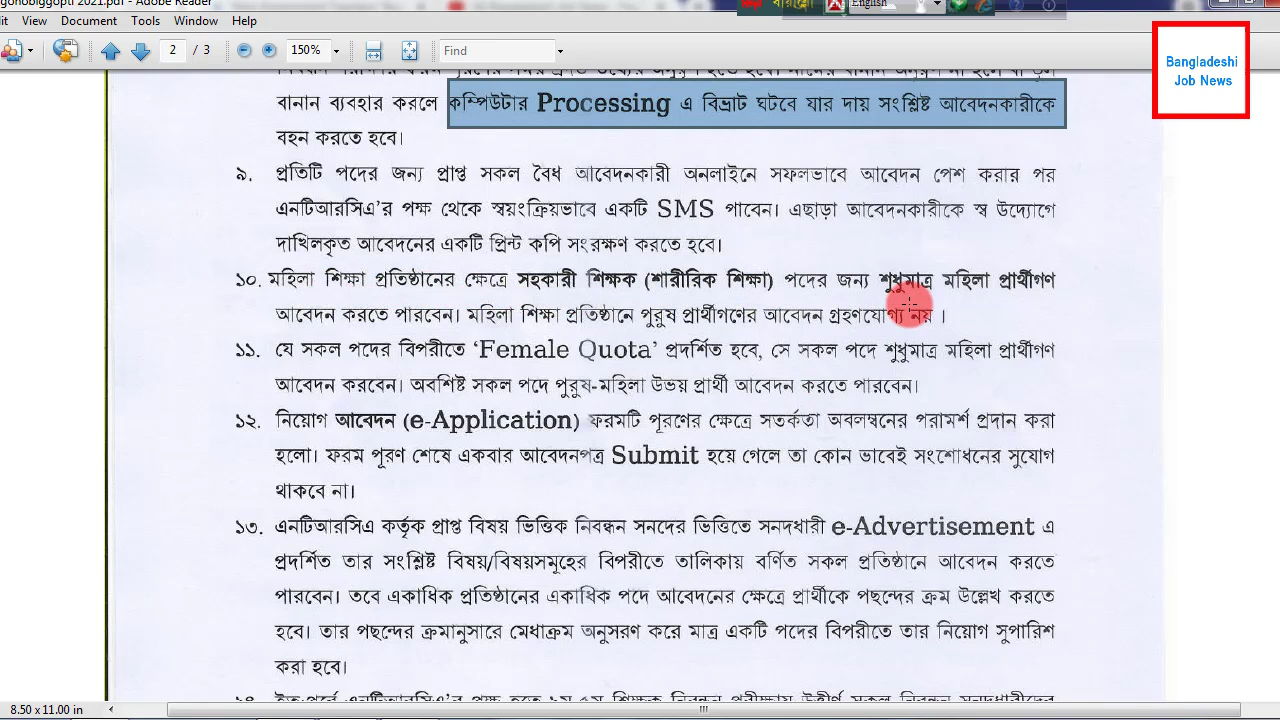 gonobiggopti 2021.pdf - Adobe Reader
View Document Tools Window Help
English
2 / 3 150% Find
Bangladeshi
Job News
বানান ব্যবহার করলে কম্পিউটার Processing এ বিভ্রাট ঘটবে যার দায় সংশ্লিষ্ট আবেদনকারীকে
বহন করতে হবে।
৯. প্রতিটি পদের জন্য প্রাপ্ত সকল বৈধ আবেদনকারী অনলাইনে সফলভাবে আবেদন পেশ করার পর
এনটিআরসিএ’র পক্ষ থেকে স্বয়ংক্রিয়ভাবে একটি SMS পাবেন। এছাড়া আবেদনকারীকে স্ব উদ্যোগে
দাখিলকৃত আবেদনের একটি প্রিন্ট কপি সংরক্ষণ করতে হবে।
১০. মহিলা শিক্ষা প্রতিষ্ঠানের ক্ষেত্রে সহকারী শিক্ষক (শারীরিক শিক্ষা) পদের জন্য শুধুমাত্র মহিলা প্রার্থীগণ
আবেদন করতে পারবেন। মহিলা শিক্ষা প্রতিষ্ঠানে পুরুষ প্রার্থীগণের আবেদন গ্রহণযোগ্য নয় ।
১১. যে সকল পদের বিপরীতে ‘Female Quota’ প্রদর্শিত হবে, সে সকল পদে শুধুমাত্র মহিলা প্রার্থীগণ
আবেদন করবেন। অবশিষ্ট সকল পদে পুরুষ-মহিলা উভয় প্রার্থী আবেদন করতে পারবেন।
১২. নিয়োগ আবেদন (e-Application) ফরমটি পূরণের ক্ষেত্রে সতর্কতা অবলম্বনের পরামর্শ প্রদান করা
হলো। ফরম পূরণ শেষে একবার আবেদনপত্র Submit হয়ে গেলে তা কোন ভাবেই সংশোধনের সুযোগ
থাকবে না।
১৩. এনটিআরসিএ কর্তৃক প্রাপ্ত বিষয় ভিত্তিক নিবন্ধন সনদের ভিত্তিতে সনদধারী e-Advertisement এ
প্রদর্শিত তার সংশ্লিষ্ট বিষয়/বিষয়সমূহের বিপরীতে তালিকায় বর্ণিত সকল প্রতিষ্ঠানে আবেদন করতে
পারবেন। তবে একাধিক প্রতিষ্ঠানের একাধিক পদে আবেদনের ক্ষেত্রে প্রার্থীকে পছন্দের ক্রম উল্লেখ করতে
হবে। তার পছন্দের ক্রমানুসারে মেধাক্রম অনুসরণ করে মাত্র একটি পদের বিপরীতে তার নিয়োগ সুপারিশ
করা হবে।
8.50 x 11.00 in